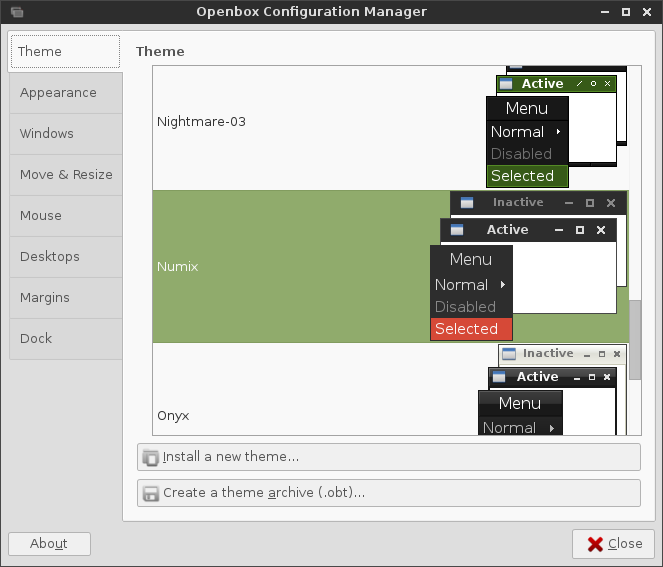 Openbox Configuration Manager
Theme
Appearance
Windows
Move & Resize
Mouse
Desktops
Margins
Dock
Theme
Nightmare-03
Active
Menu
Normal
Disabled
Selected
Numix
Inactive
Active
Menu
Normal
Disabled
Selected
Onyx
Inactive
Active
Menu
Normal
Install a new theme...
Create a theme archive (.obt)...
About
Close